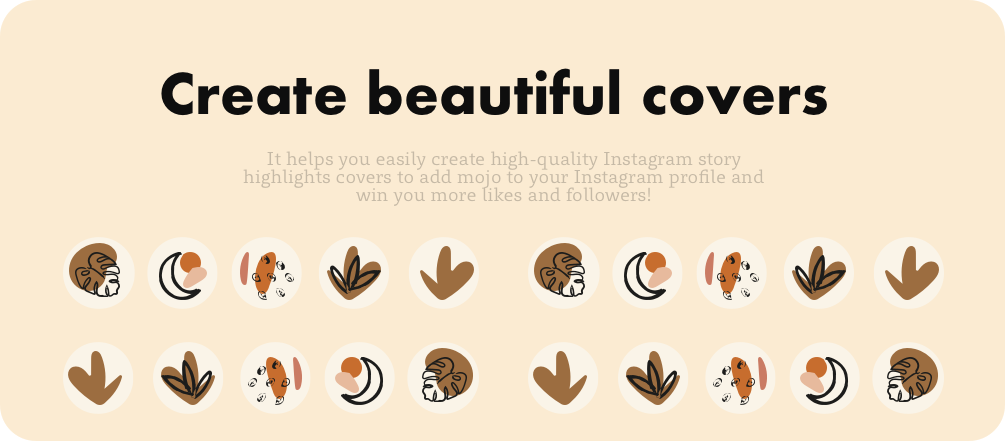 Create beautiful covers
It helps you easily create high-quality Instagram story
highlights covers to add mojo to your Instagram profile and
win you more likes and followers!